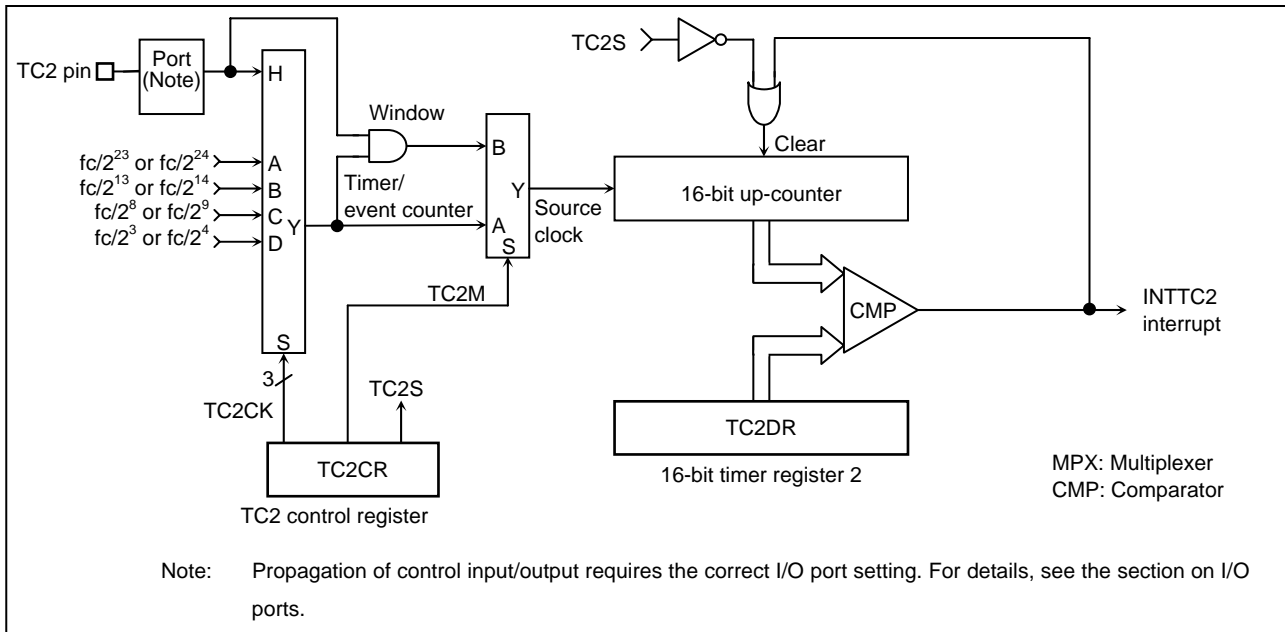 TC2 pin
Port
(Note)
H
fc/2^23 or fc/2^24
A
fc/2^13 or fc/2^14
B
fc/2^8 or fc/2^9
C
fc/2^3 or fc/2^4
D
Y
S
3
TC2CK
Window
Timer/
event counter
B
Y
A
S
TC2M
Source
clock
TC2S
TC2S
Clear
16-bit up-counter
CMP
INTTC2
interrupt
TC2DR
16-bit timer register 2
TC2CR
TC2 control register
MPX: Multiplexer
CMP: Comparator
Note: Propagation of control input/output requires the correct I/O port setting. For details, see the section on I/O
ports.